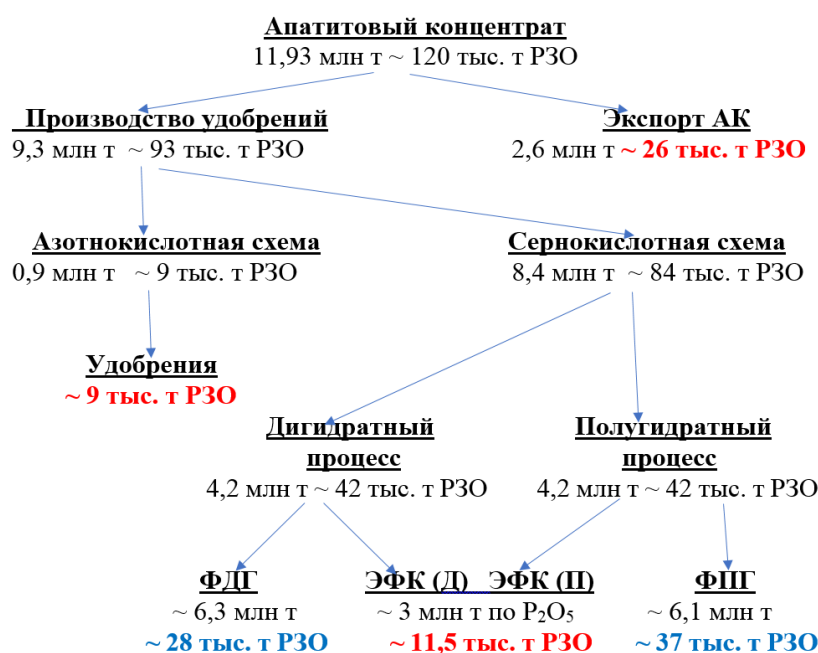 Апатитовый концентрат
11,93 млн т ~ 120 тыс. т РЗО
Производство удобрений
9,3 млн т ~ 93 тыс. т РЗО
Экспорт АК
2,6 млн т ~ 26 тыс. т РЗО
Азотнокислотная схема
0,9 млн т ~ 9 тыс. т РЗО
Сернокислотная схема
8,4 млн т ~ 84 тыс. т РЗО
Удобрения
~ 9 тыс. т РЗО
Дигидратный
процесс
4,2 млн т ~ 42 тыс. т РЗО
Полугидратный
процесс
4,2 млн т ~ 42 тыс. т РЗО
ФДГ
~ 6,3 млн т
~ 28 тыс. т РЗО
ЭФК (Д) ЭФК (П)
~ 3 млн т по P₂O₅
~ 11,5 тыс. т РЗО
ФПГ
~ 6,1 млн т
~ 37 тыс. т РЗО